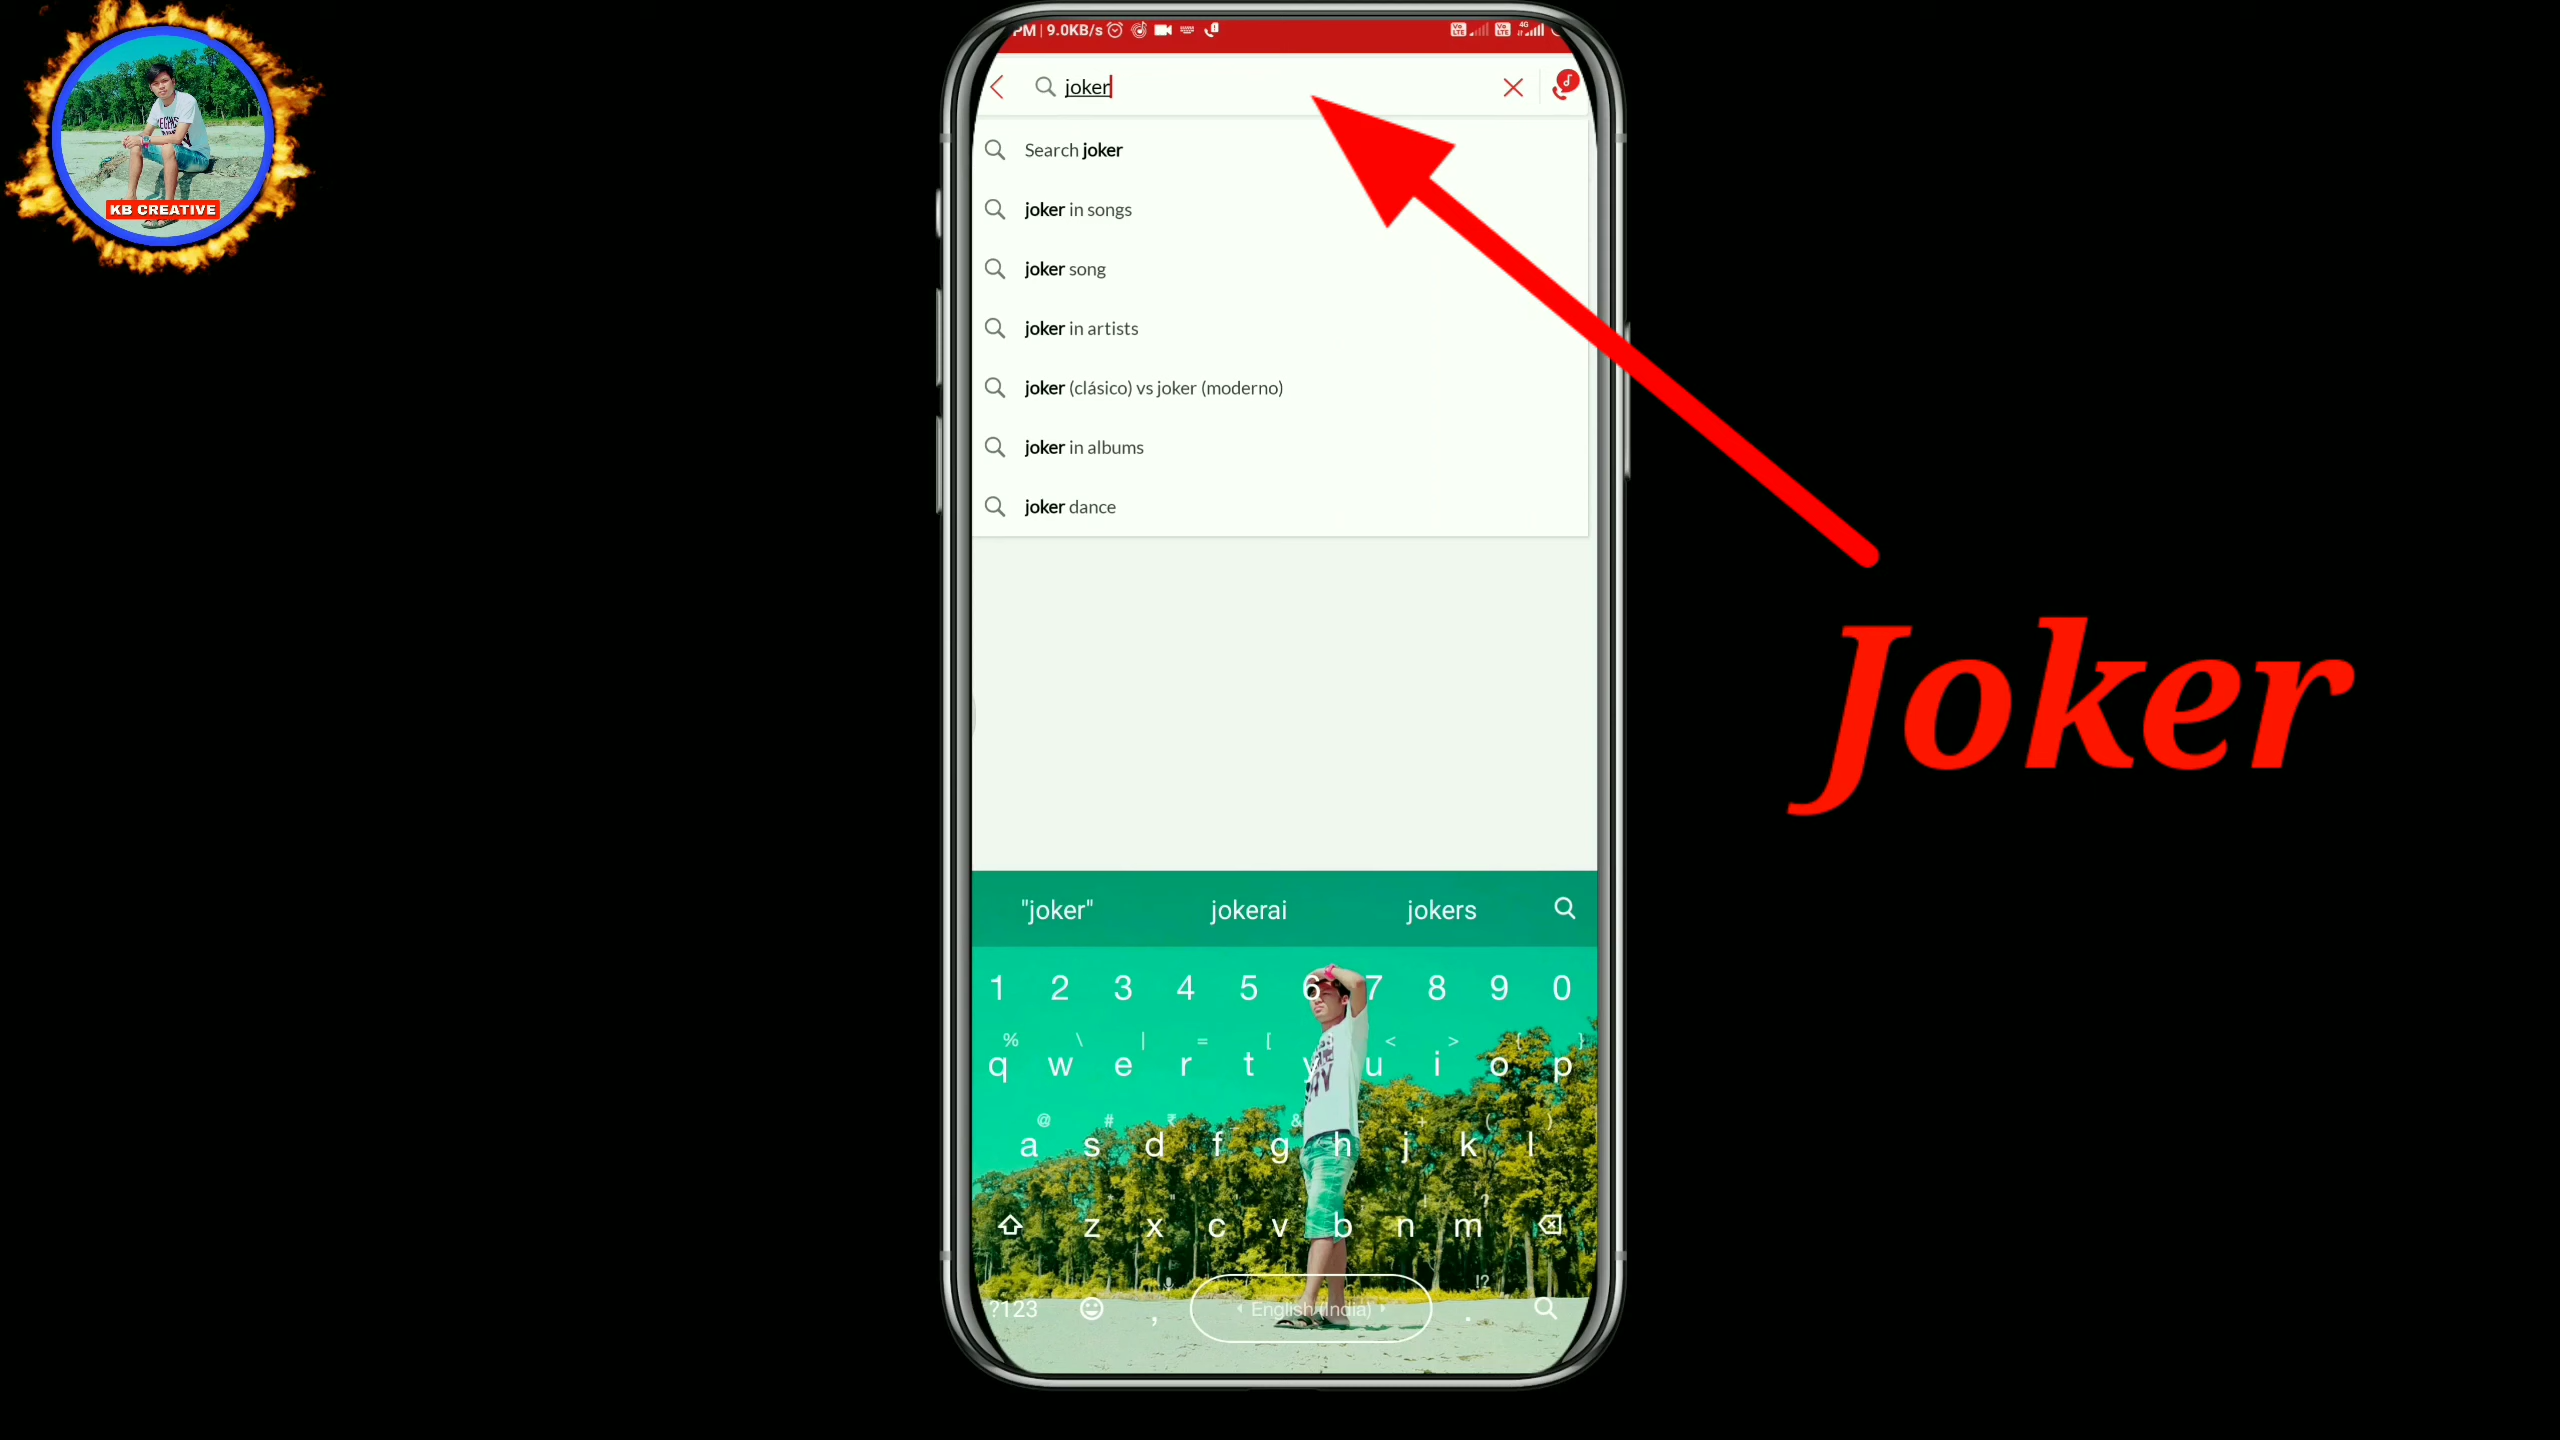 KB CREATIVE
PM | 9.0KB/s
4G
joker
Search joker
joker in songs
joker song
joker in artists
joker (clásico) vs joker (moderno)
joker in albums
joker dance
Joker
"joker" jokerai jokers
1 2 3 4 5 6 7 8 9 0
% \ | = [ < > { }
q w e r t y u i o p
@ # ₹ & + ( )
a s d f g h j k l
?
z x c v b n m
!?
?123 , English (India) .